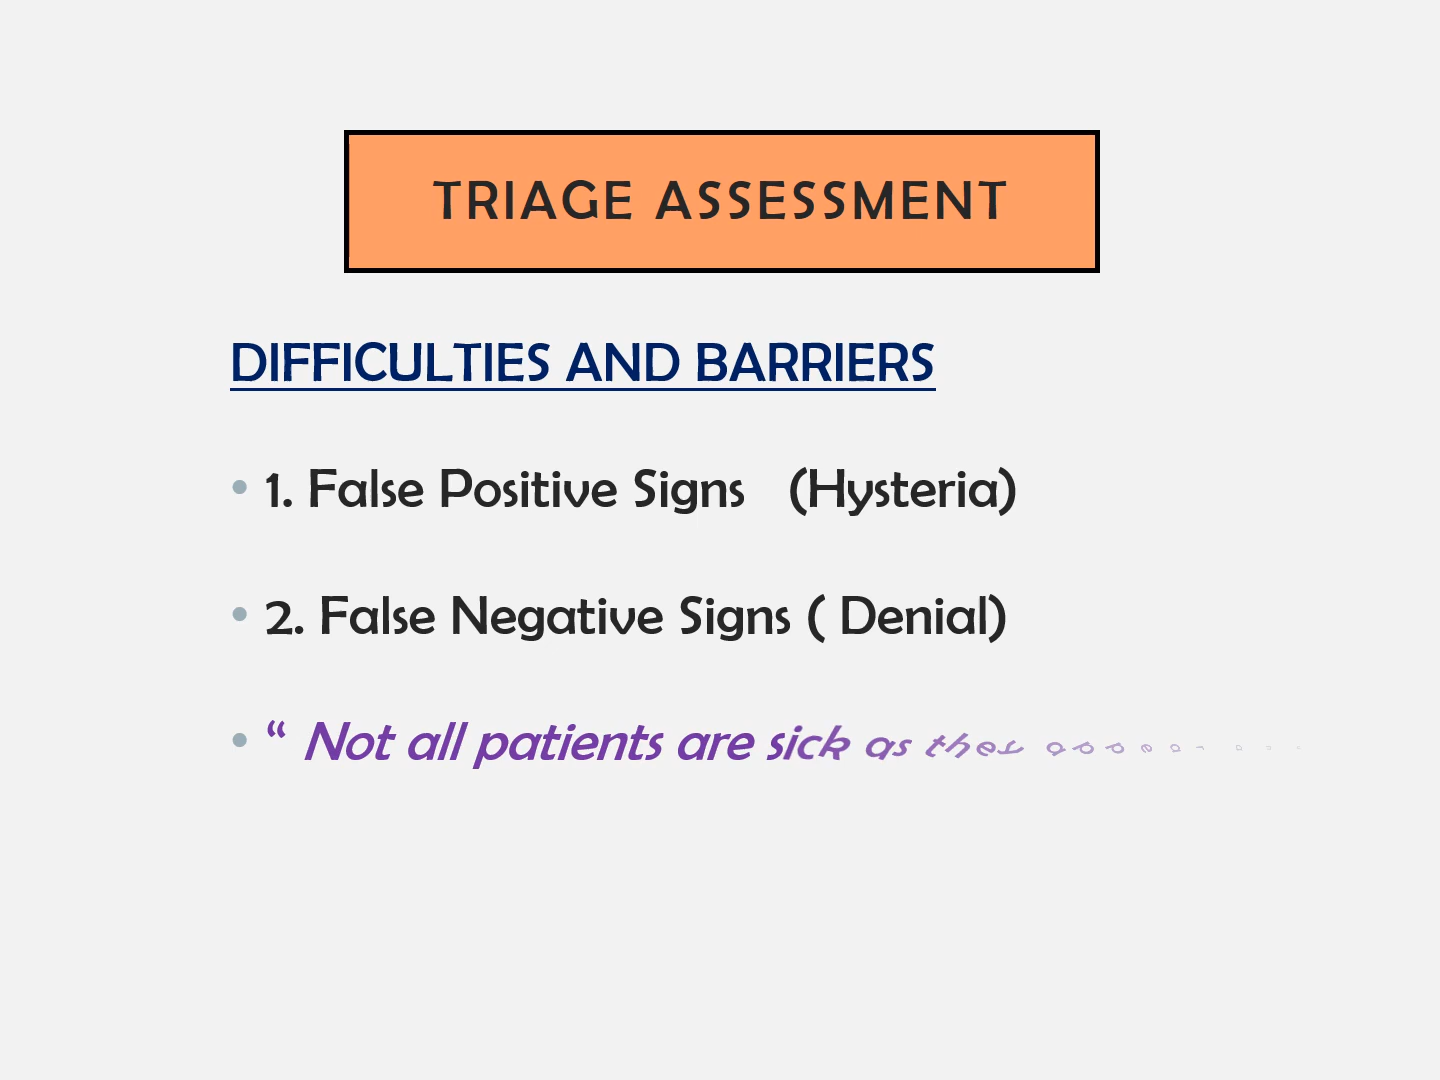 TRIAGE ASSESSMENT
DIFFICULTIES AND BARRIERS
• 1. False Positive Signs (Hysteria)
• 2. False Negative Signs ( Denial)
• “ Not all patients are sick as they appear